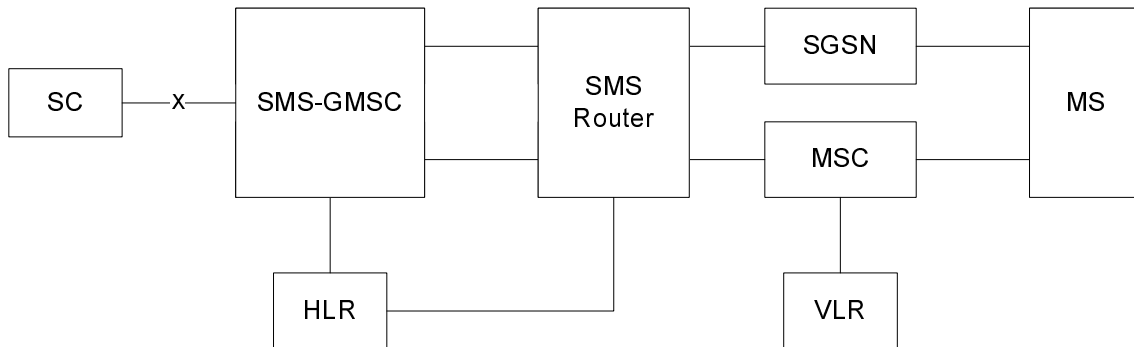 SC
X
SMS-GMSC
SMS
Router
SGSN
MSC
MS
HLR
VLR